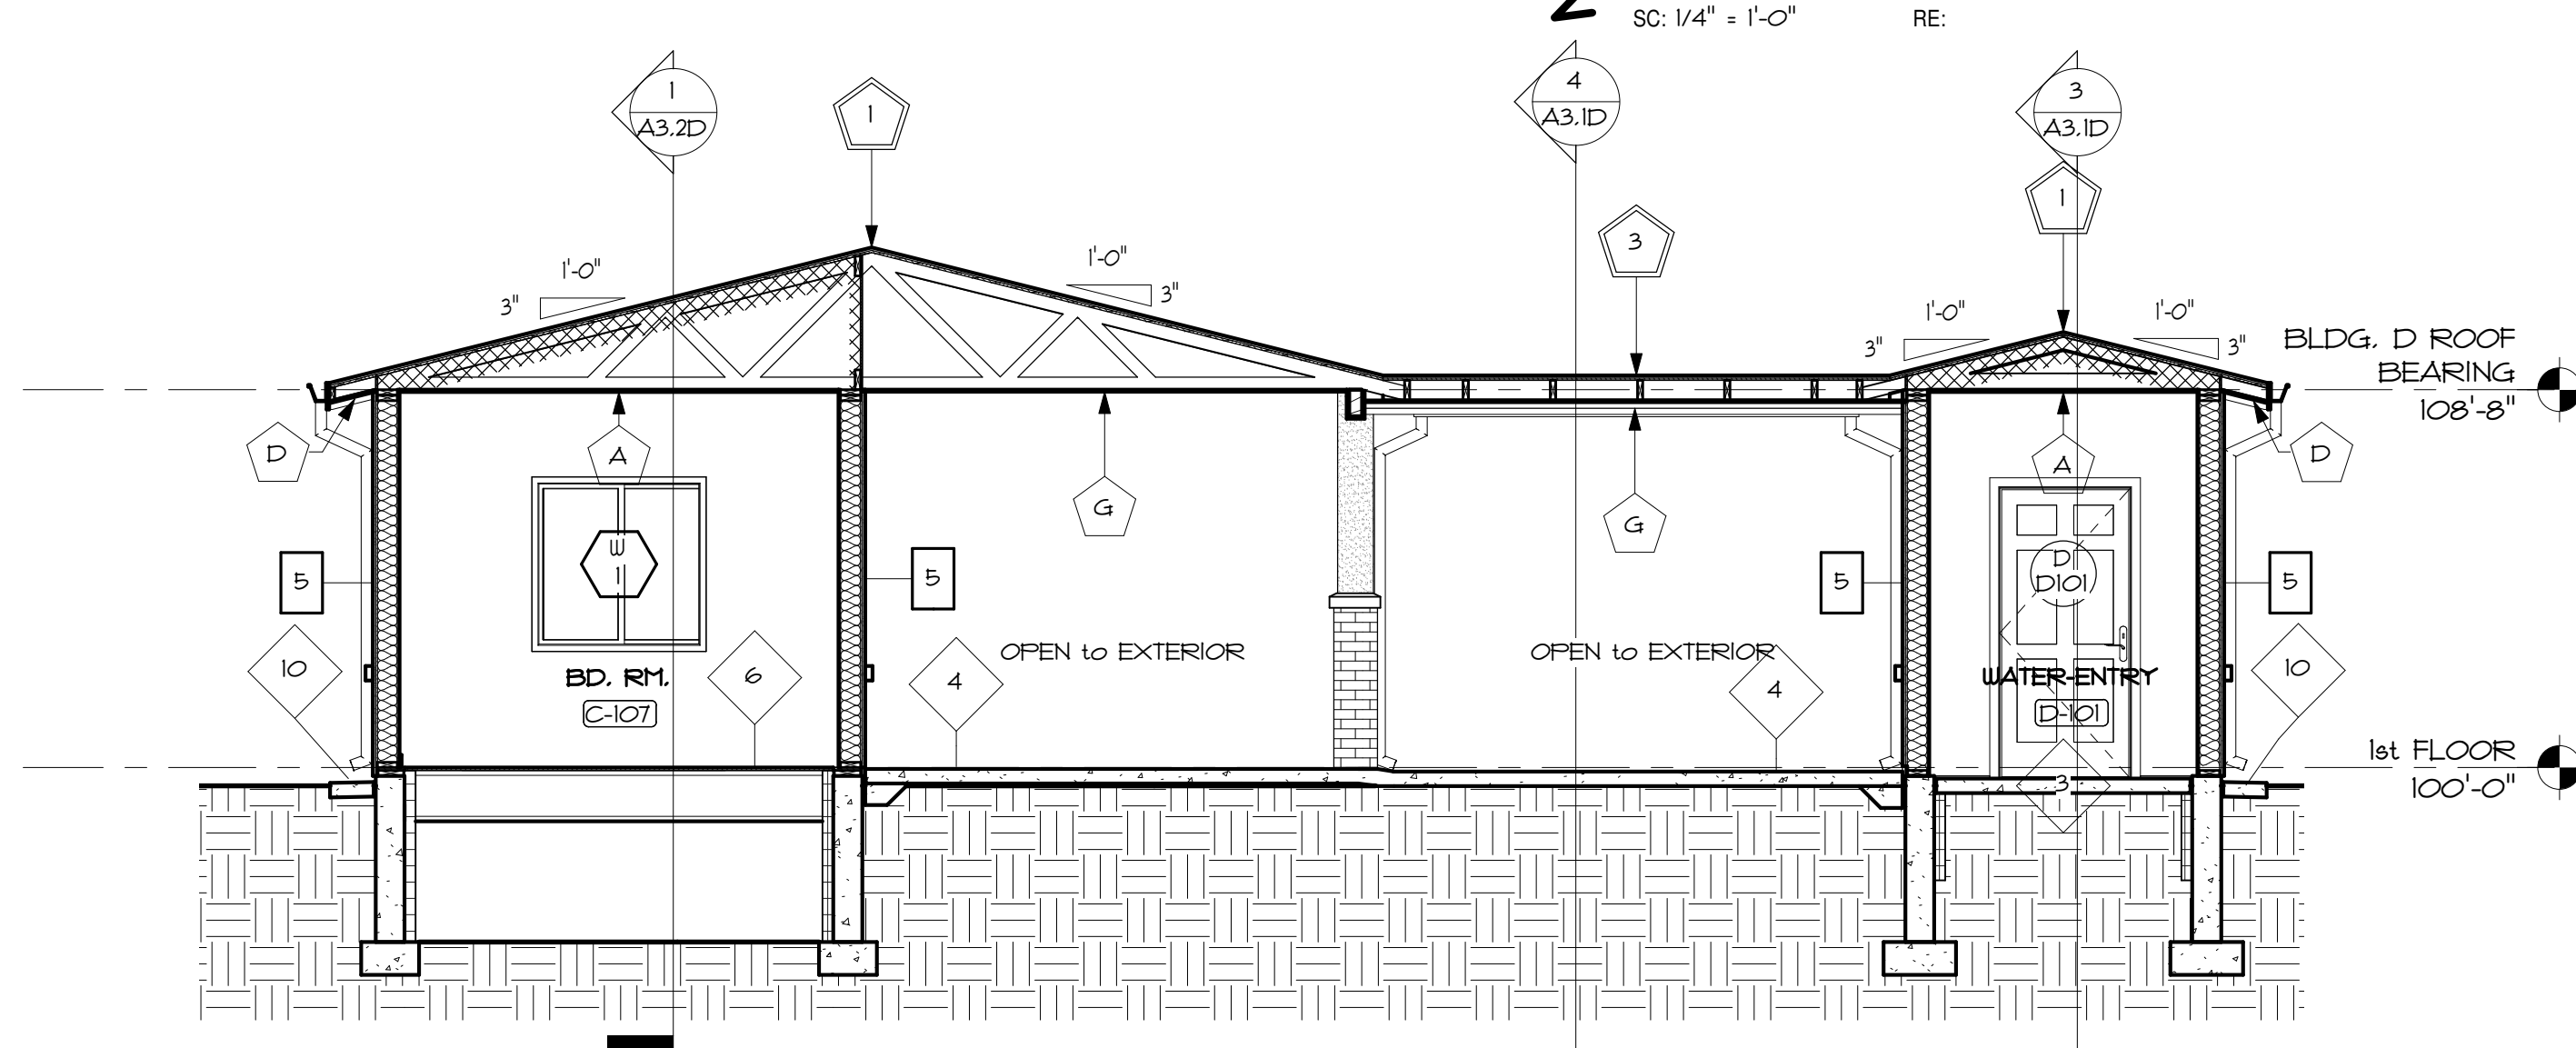 SC: 1/4" = 1'-0" RE:
1
A3.2D
1
4
A3.1D
3
A3.1D
1
3
1'-0"
3"
1'-0"
3"
1'-0"
3"
1'-0"
3"
BLDG. D ROOF
BEARING
108'-8"
D
A
G
G
A
D
W
1
5
5
5
5
D
D101
10
BD. RM.
C-107
6
4
OPEN to EXTERIOR
OPEN to EXTERIOR
4
WATER-ENTRY
D-101
10
3
1st FLOOR
100'-0"